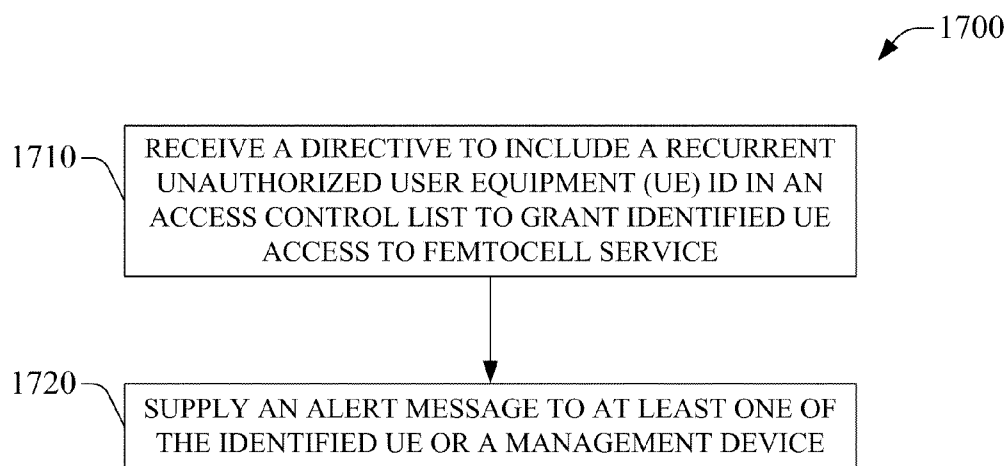 1700
1710
RECEIVE A DIRECTIVE TO INCLUDE A RECURRENT
UNAUTHORIZED USER EQUIPMENT (UE) ID IN AN
ACCESS CONTROL LIST TO GRANT IDENTIFIED UE
ACCESS TO FEMTOCELL SERVICE
1720
SUPPLY AN ALERT MESSAGE TO AT LEAST ONE OF
THE IDENTIFIED UE OR A MANAGEMENT DEVICE